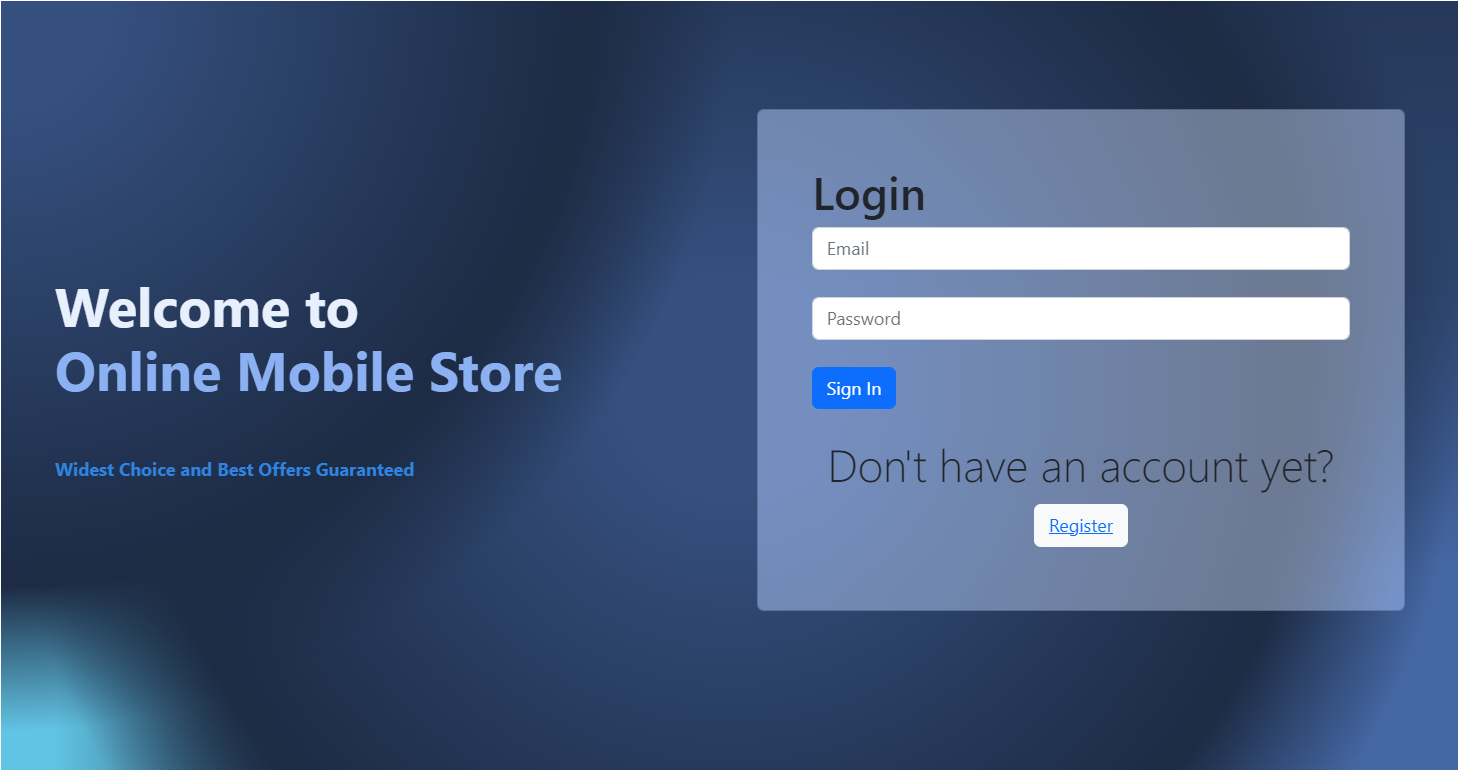 Welcome to
Online Mobile Store
Widest Choice and Best Offers Guaranteed
Login
Email
Password
Sign In
Don't have an account yet?
Register